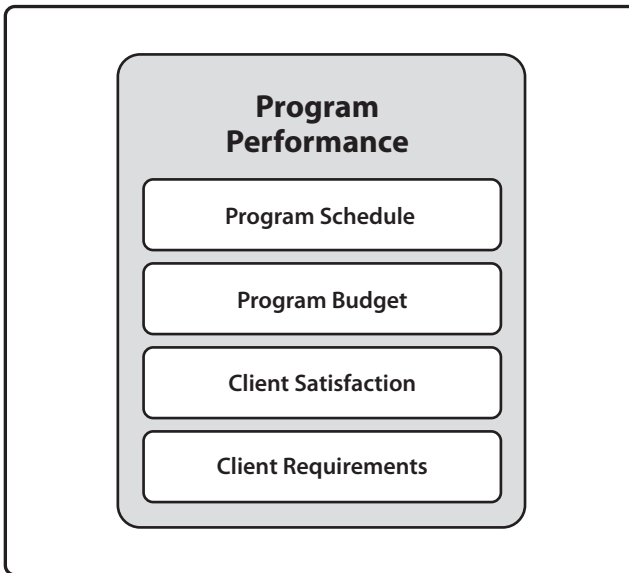 Program
Performance
Program Schedule
Program Budget
Client Satisfaction
Client Requirements